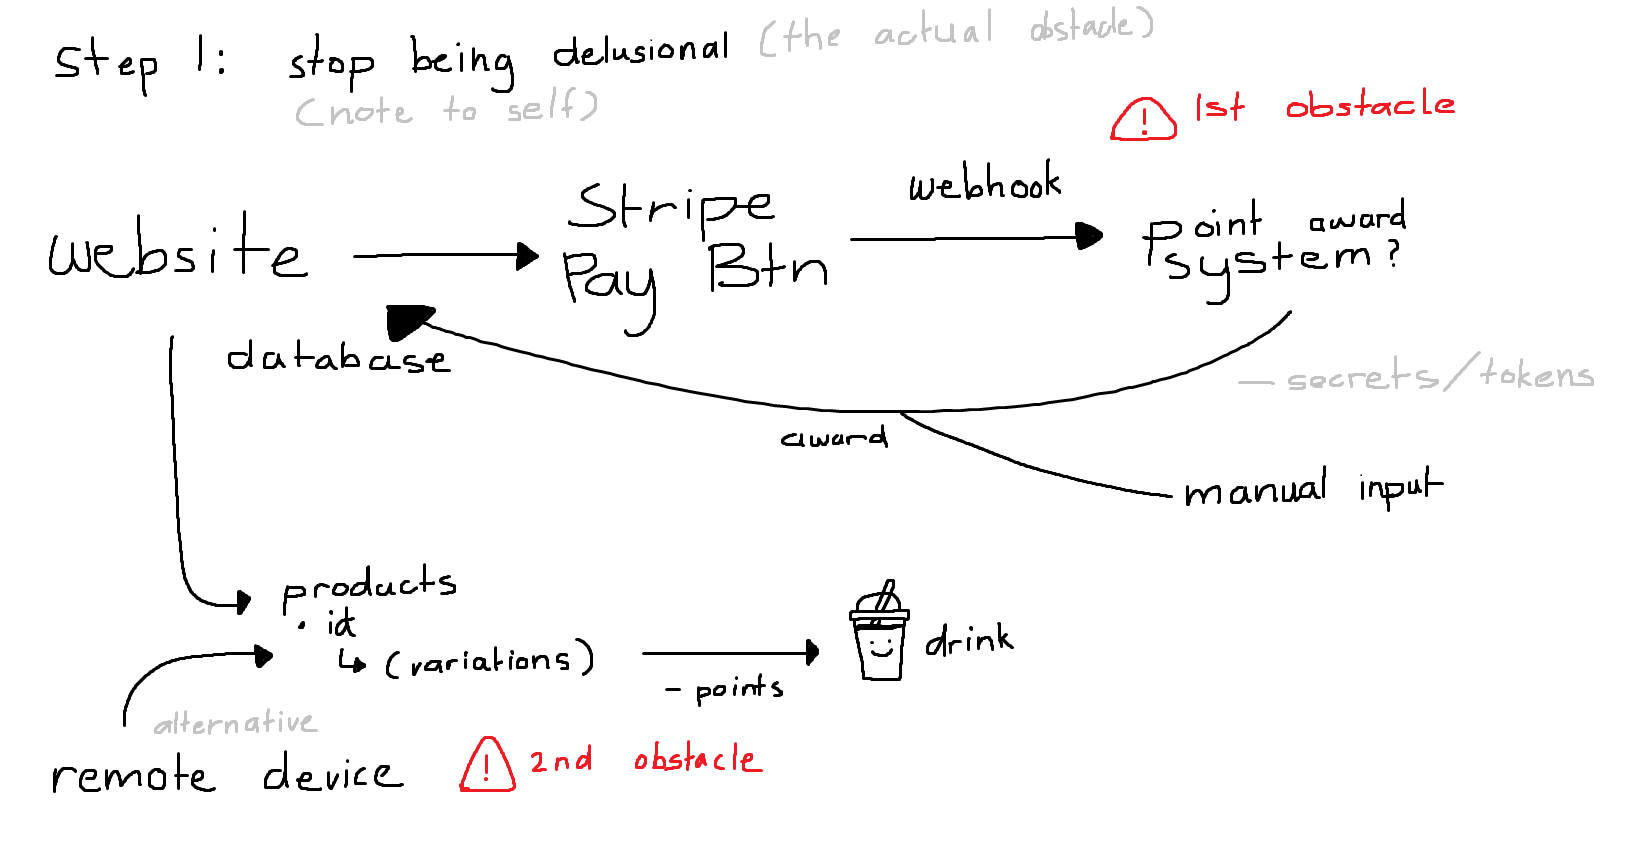 step 1: stop being delusional (the actual obstacle)
(note to self)
1st obstacle
website
Stripe
Pay Btn
webhook
point award
system?
database
- secrets/tokens
award
manual input
products
• id
↳ (variations)
- points
drink
alternative
remote device
2nd obstacle